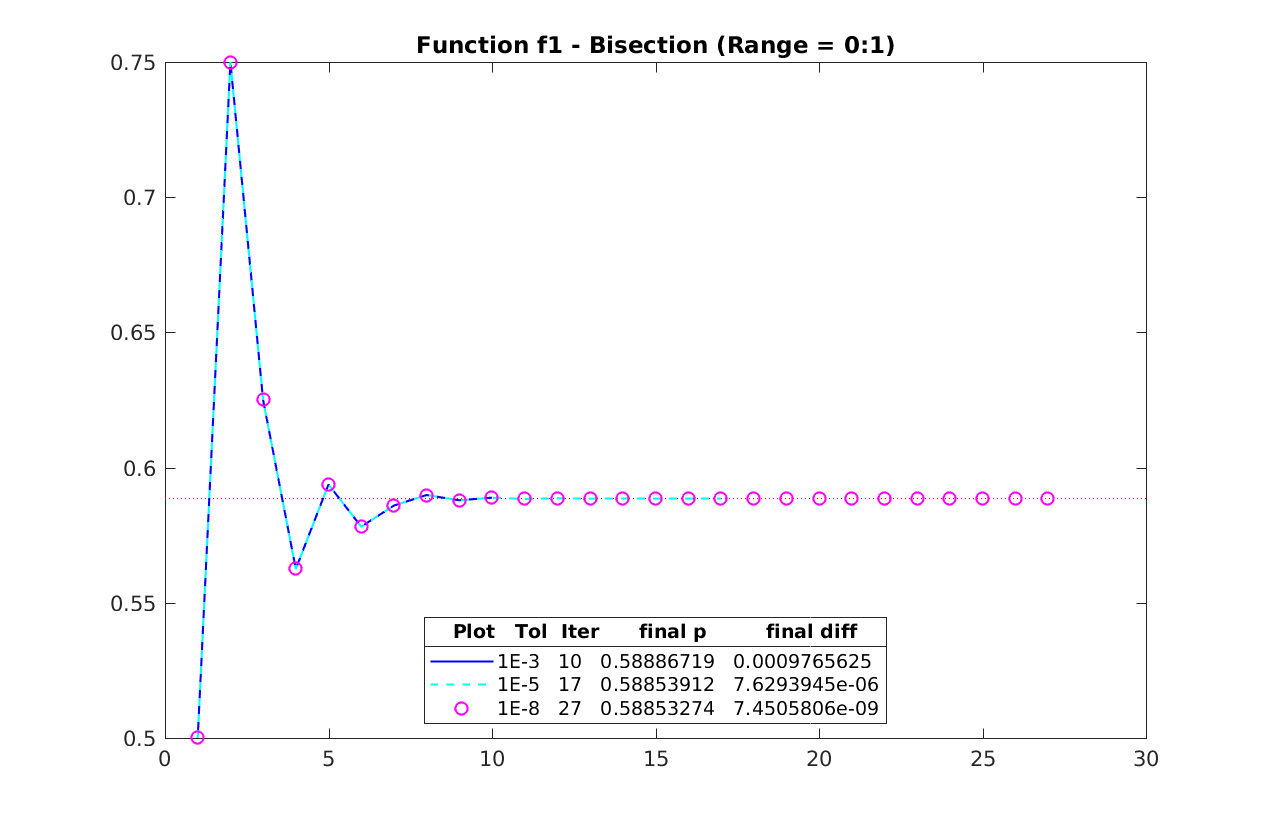 Function f1 - Bisection (Range = 0:1)
0.75
0.7
0.65
0.6
0.55
0.5
Plot Tol Iter final p final diff
1E-3 10 0.58886719 0.0009765625
1E-5 17 0.58853912 7.6293945e-06
1E-8 27 0.58853274 7.4505806e-09
0 5 10 15 20 25 30